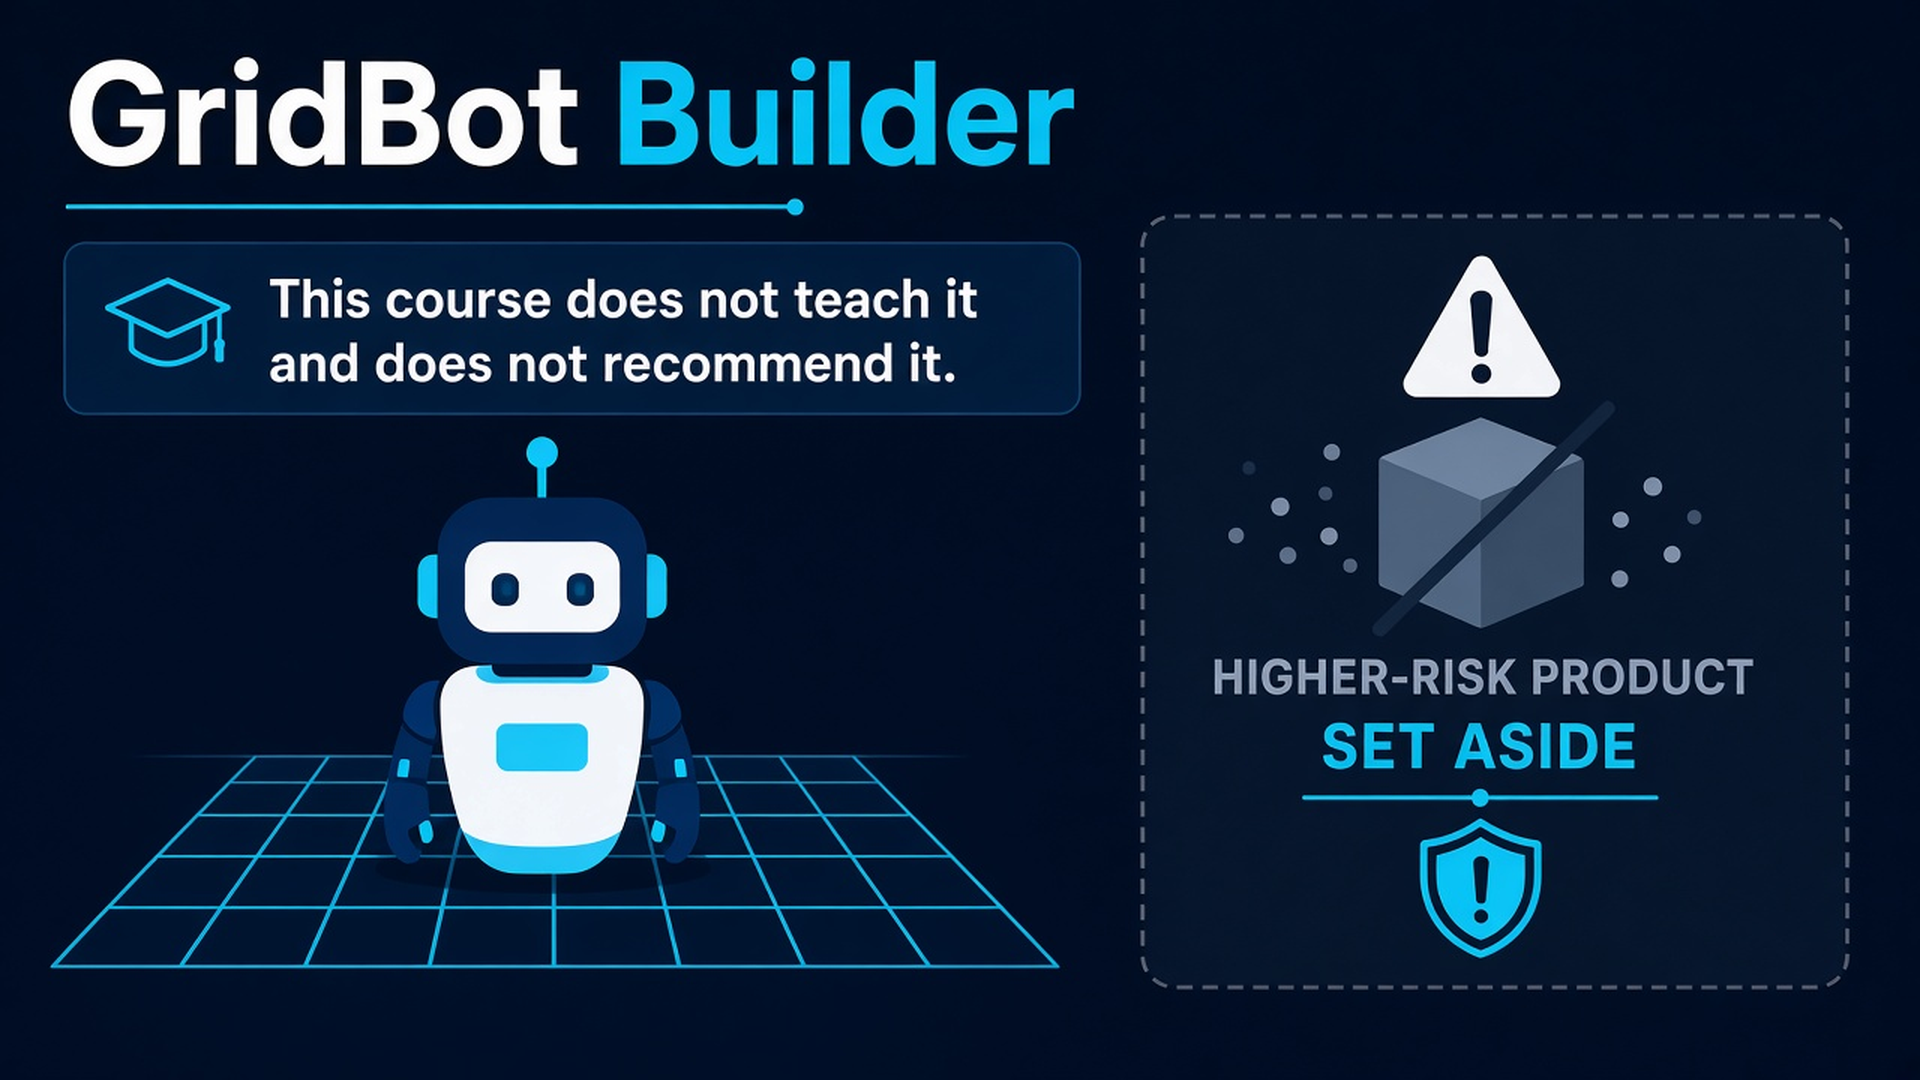 GridBot Builder
This course does not teach it
and does not recommend it.
HIGHER-RISK PRODUCT
SET ASIDE